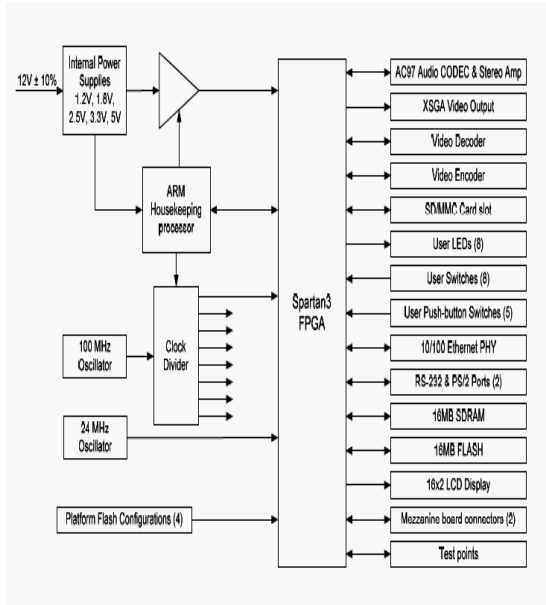 12V ± 10%
Internal Power
Supplies
1.2V, 1.8V,
2.5V, 3.3V, 5V
ARM
Housekeeping
processor
100 MHz
Oscillator
Clock
Divider
24 MHz
Oscillator
Platform Flash Configurations (4)
Spartan3
FPGA
AC97 Audio CODEC & Stereo Amp
XSGA Video Output
Video Decoder
Video Encoder
SD/MMC Card slot
User LEDs (8)
User Switches (8)
User Push-button Switches (5)
10/100 Ethernet PHY
RS-232 & PS/2 Ports (2)
16MB SDRAM
16MB FLASH
16x2 LCD Display
Mezzanine board connectors (2)
Test points